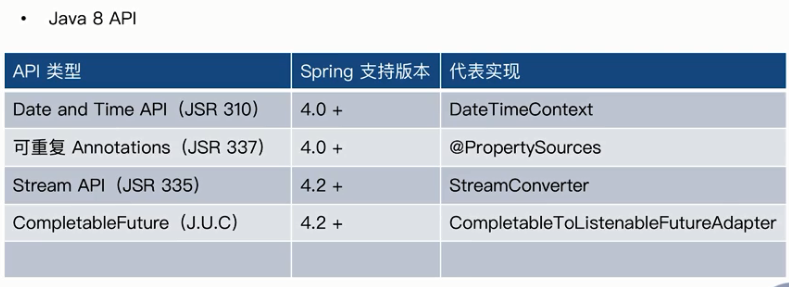 • Java 8 API
API 类型 Spring 支持版本 代表实现
Date and Time API（JSR 310） 4.0 + DateTimeContext
可重复 Annotations（JSR 337） 4.0 + @PropertySources
Stream API（JSR 335） 4.2 + StreamConverter
CompletableFuture（J.U.C） 4.2 + CompletableToListenableFutureAdapter